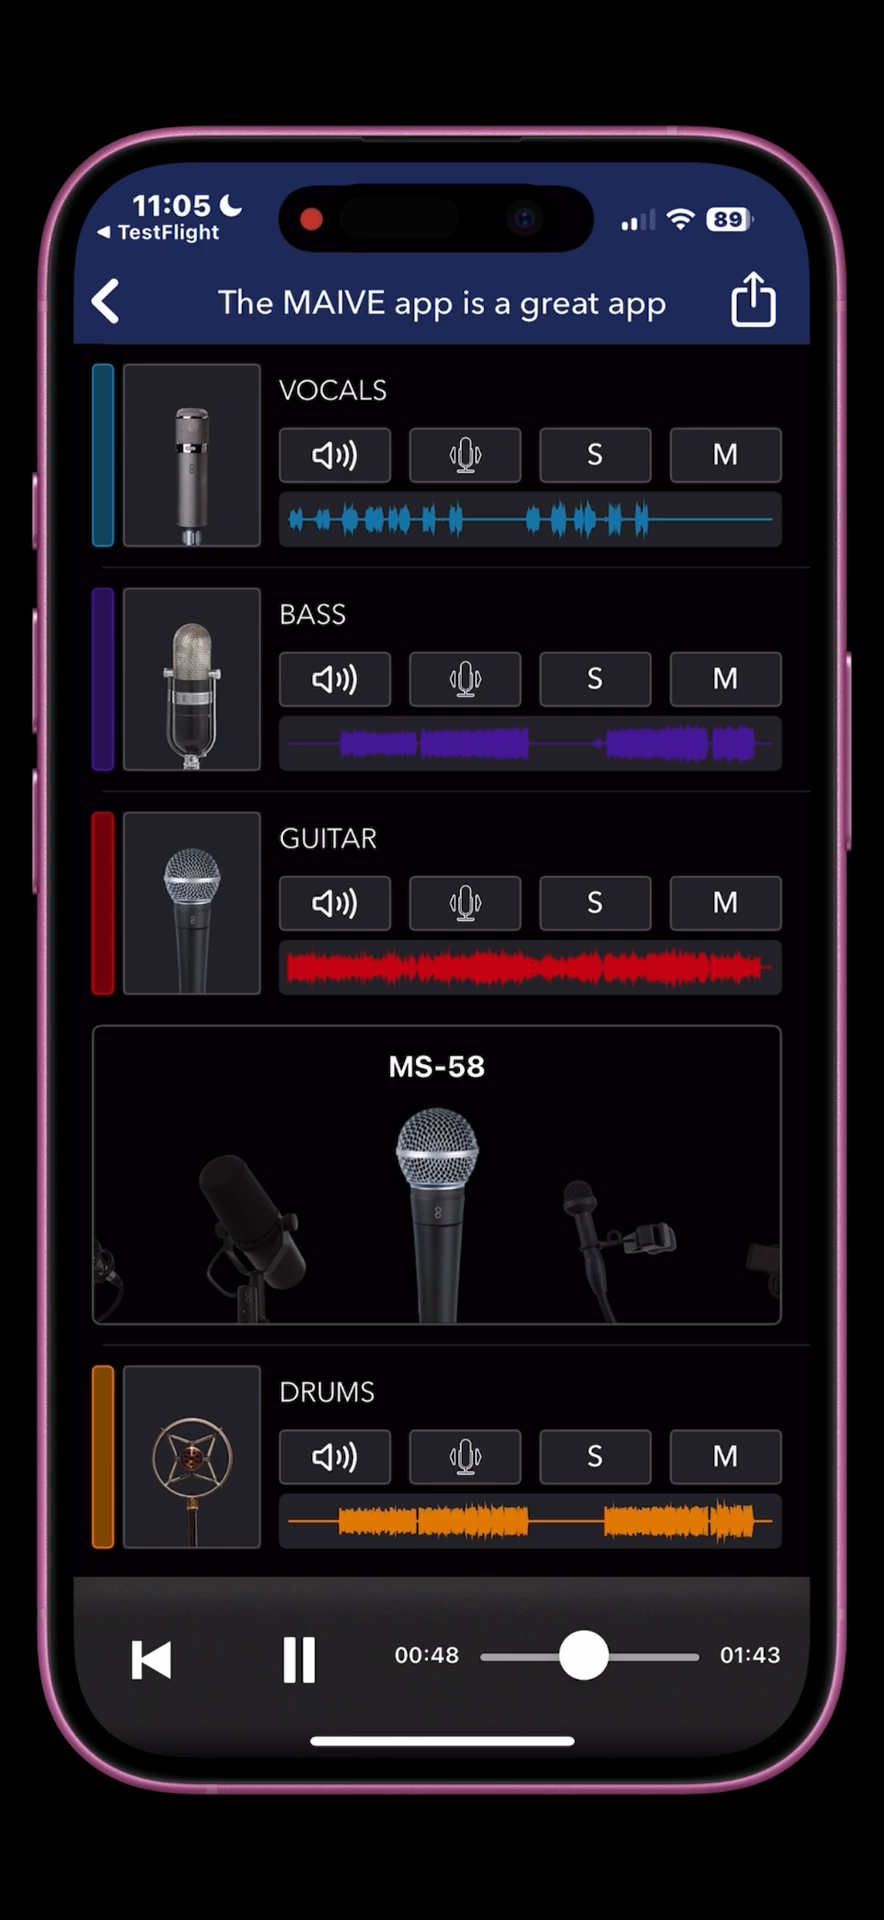 11:05
◀ TestFlight
89
The MAIVE app is a great app
VOCALS
S
M
BASS
S
M
GUITAR
S
M
MS-58
DRUMS
S
M
00:48
01:43